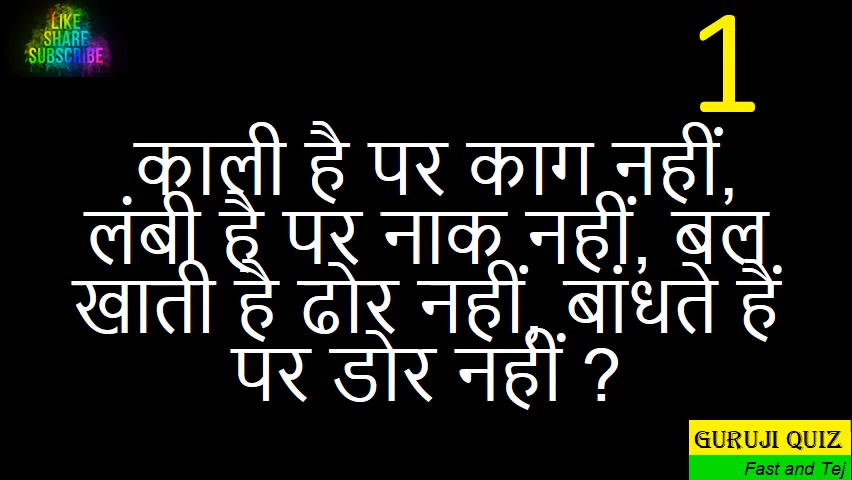 LIKE
SHARE
SUBSCRIBE
1
काली है पर काग नहीं,
लंबी है पर नाक नहीं, बल
खाती है ढोर नहीं, बांधते हैं
पर डोर नहीं ?
GURUJI QUIZ
Fast and Tej